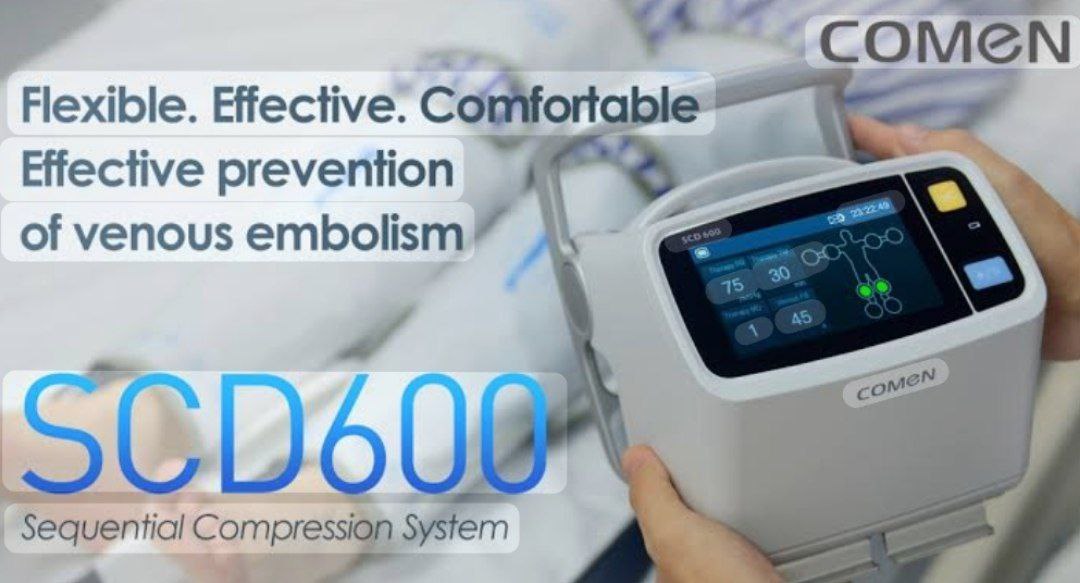 COMEN
Flexible. Effective. Comfortable
Effective prevention
of venous embolism
SCD 600
23:22:49
75
30
1
45
COMEN
SCD600
Sequential Compression System